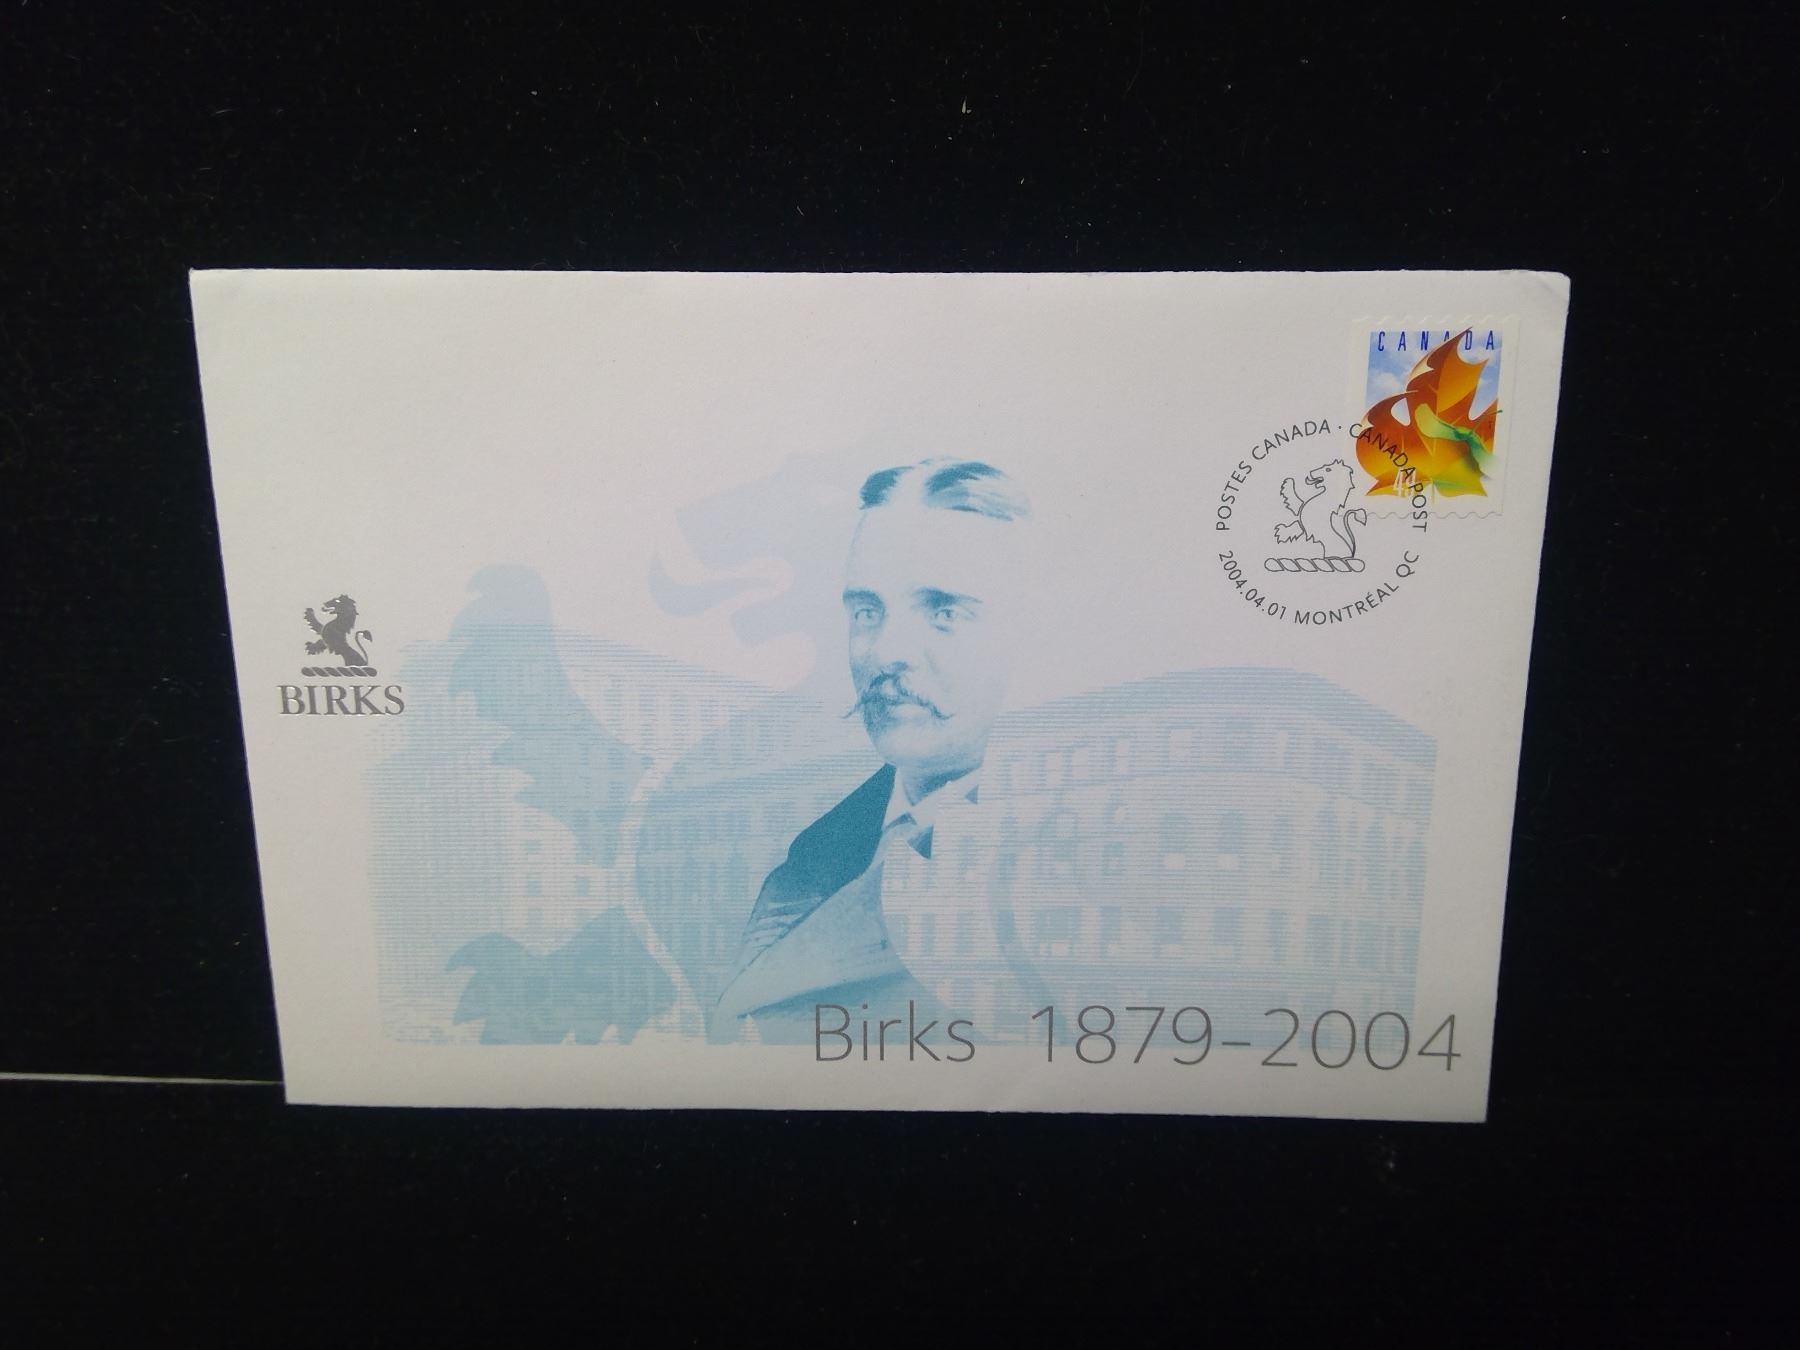 CANADA
POSTES CANADA · CANADA POST
2004.04.01 MONTRÉAL QC
BIRKS
Birks 1879-2004